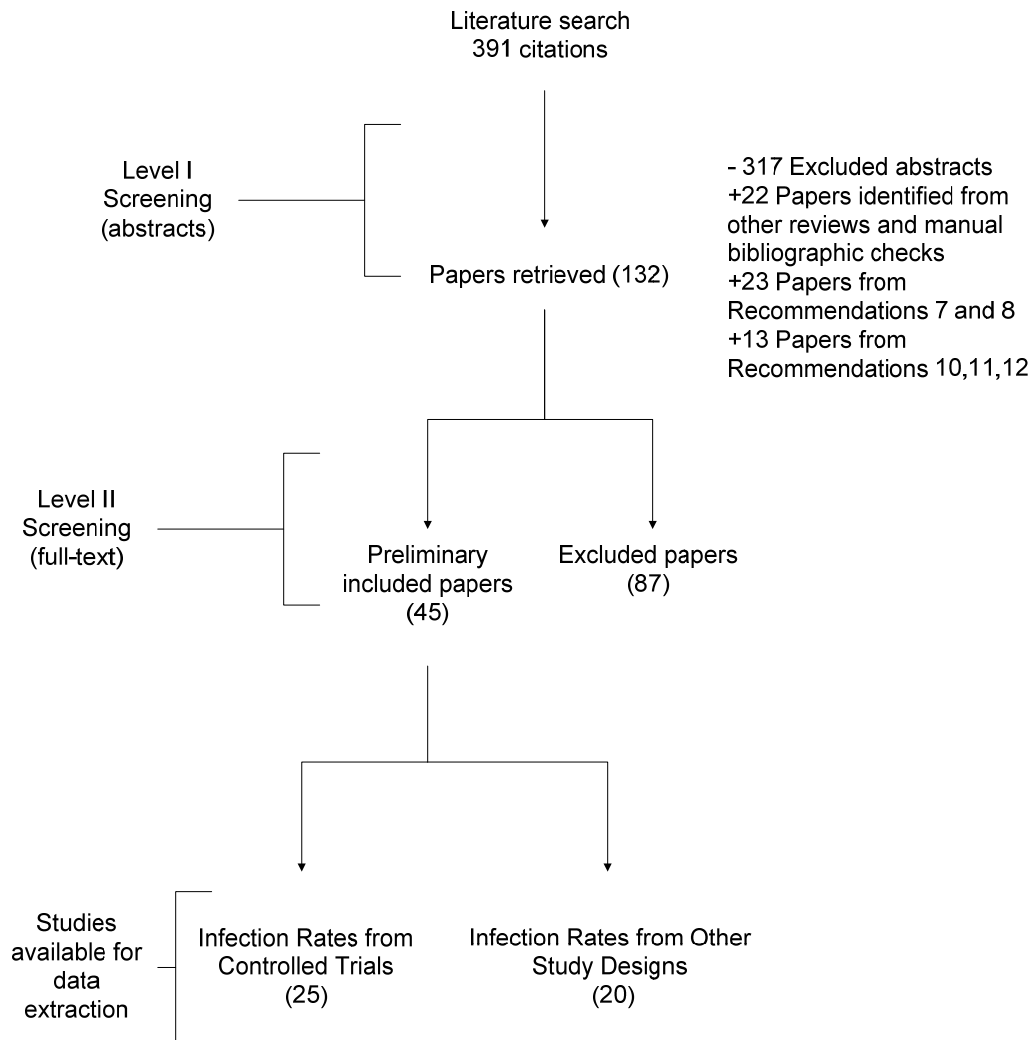 Literature search
391 citations
Level I
Screening
(abstracts)
- 317 Excluded abstracts
+22 Papers identified from
other reviews and manual
bibliographic checks
+23 Papers from
Recommendations 7 and 8
+13 Papers from
Recommendations 10,11,12
Papers retrieved (132)
Level II
Screening
(full-text)
Preliminary
included papers
(45)
Excluded papers
(87)
Studies
available for
data
extraction
Infection Rates from
Controlled Trials
(25)
Infection Rates from Other
Study Designs
(20)